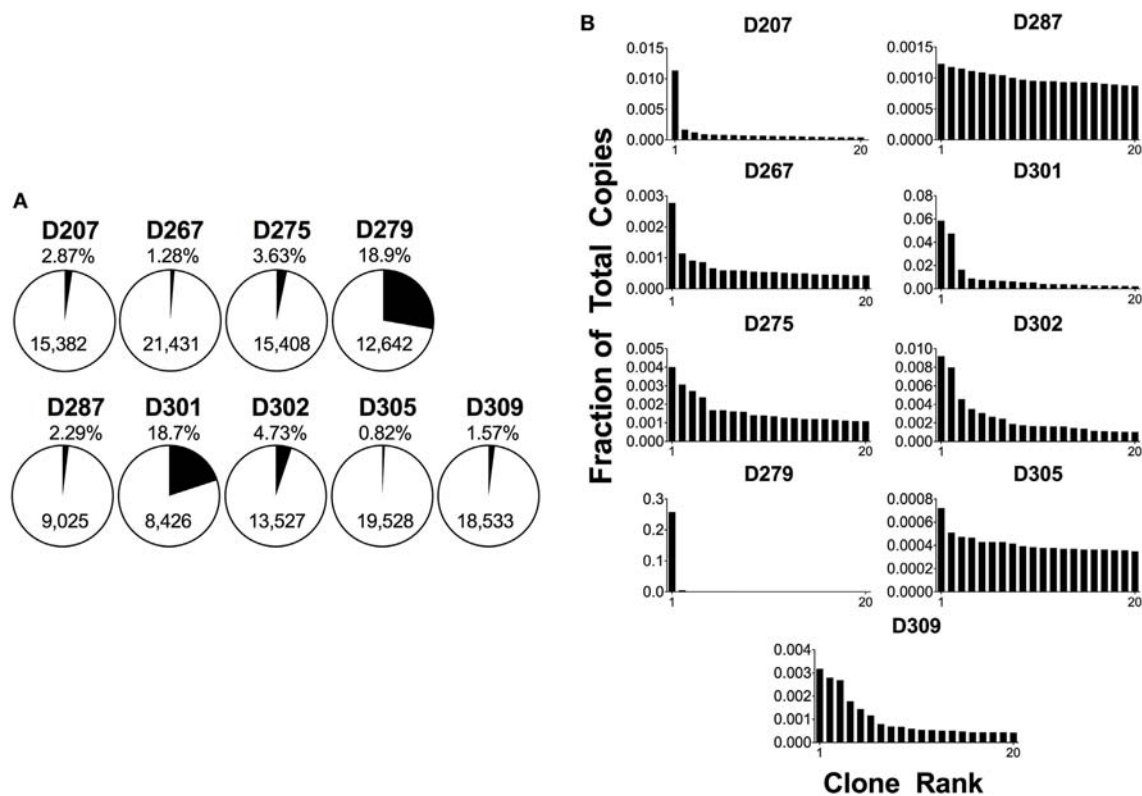 A
D207 D267 D275 D279
2.87% 1.28% 3.63% 18.9%
15,382 21,431 15,408 12,642
D287 D301 D302 D305 D309
2.29% 18.7% 4.73% 0.82% 1.57%
9,025 8,426 13,527 19,528 18,533
B
Fraction of Total Copies
D207
0.015
0.010
0.005
0.000
1 20
D287
0.0015
0.0010
0.0005
0.0000
1 20
D267
0.003
0.002
0.001
0.000
1 20
D301
0.08
0.06
0.04
0.02
0.00
1 20
D275
0.005
0.004
0.003
0.002
0.001
0.000
1 20
D302
0.010
0.008
0.006
0.004
0.002
0.000
1 20
D279
0.3
0.2
0.1
0.0
1 20
D305
0.0008
0.0006
0.0004
0.0002
0.0000
1 20
D309
0.004
0.003
0.002
0.001
0.000
1 20
Clone Rank